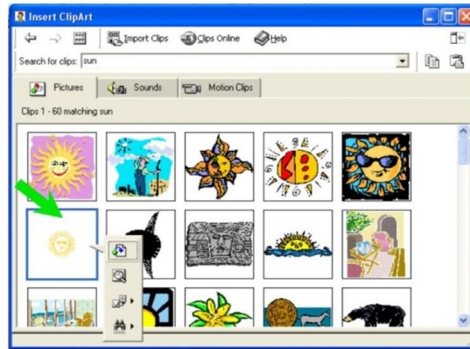 Insert ClipArt
Import Clips Clips Online Help
Search for clips: sun
Pictures Sounds Motion Clips
Clips 1 - 60 matching sun